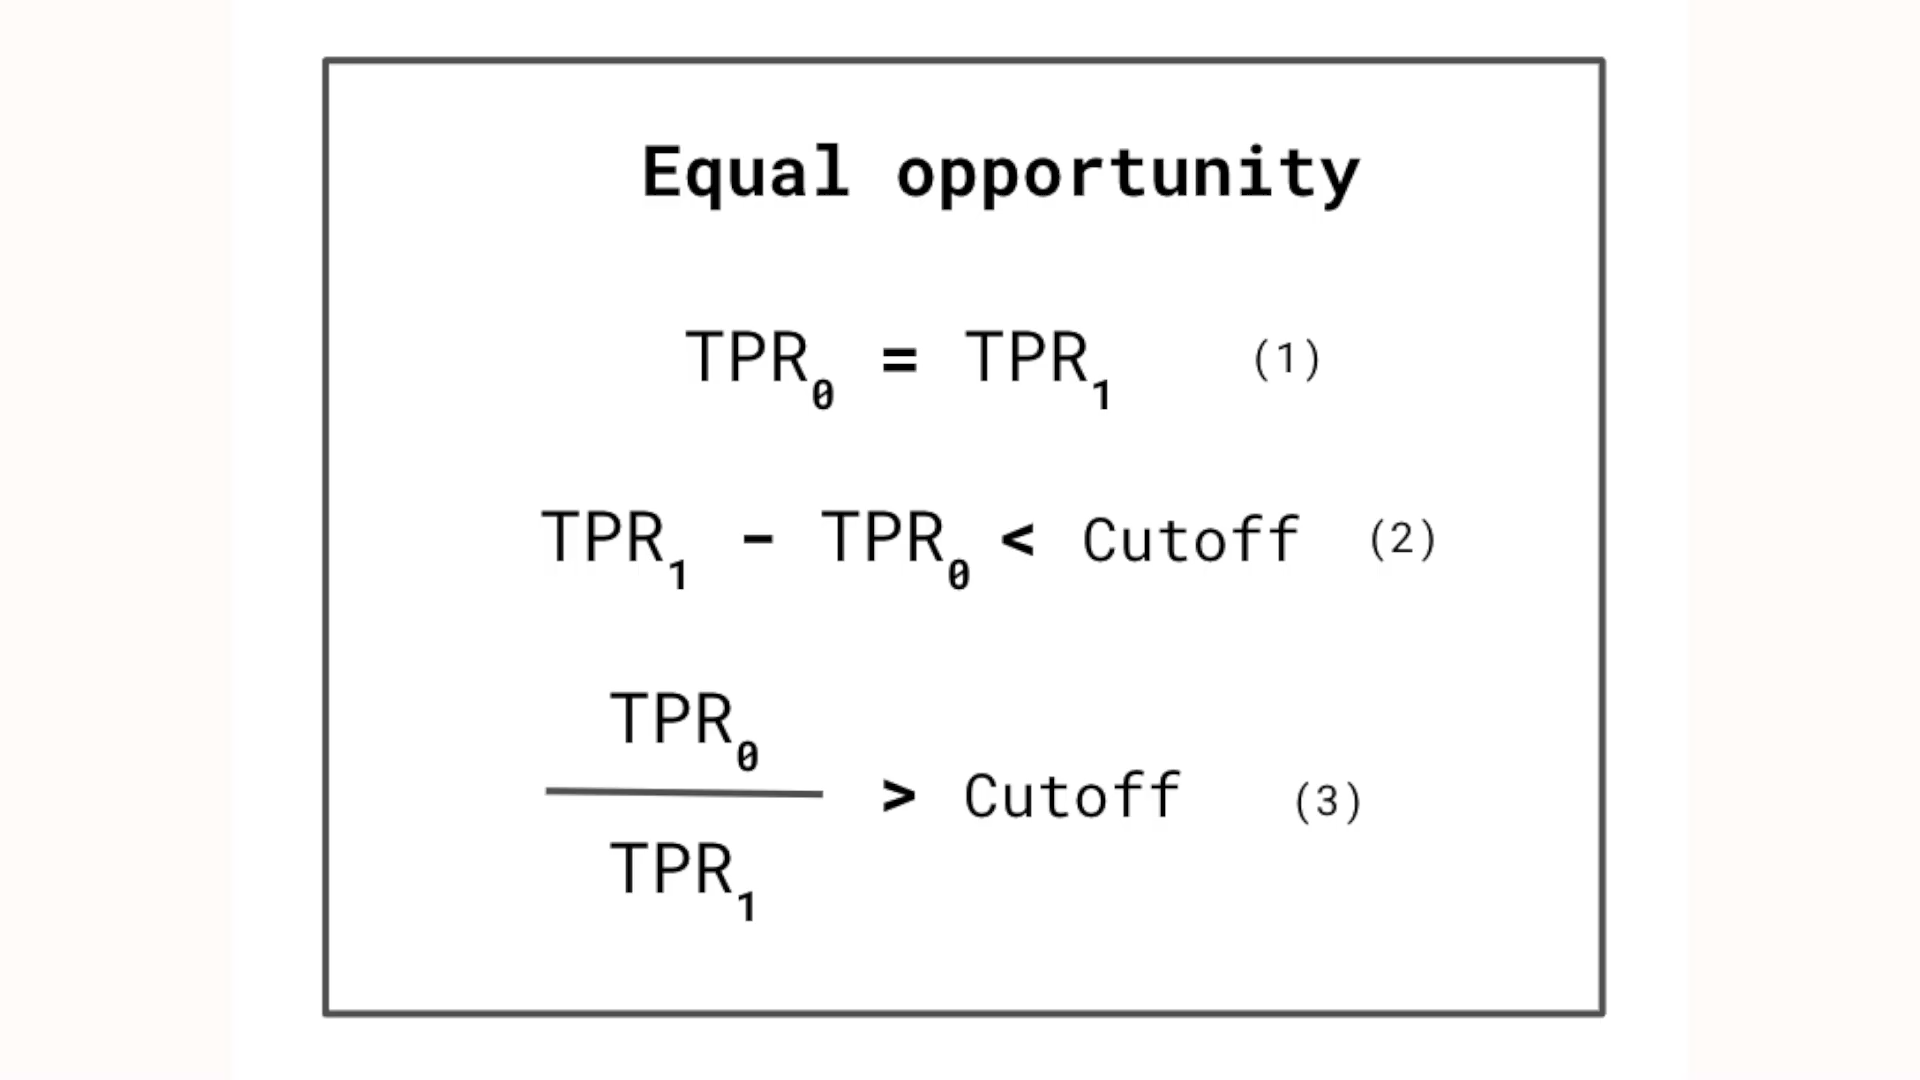 Equal opportunity
TPR₀ = TPR₁ (1)
TPR₁ - TPR₀ < Cutoff (2)
TPR₀
> Cutoff (3)
TPR₁